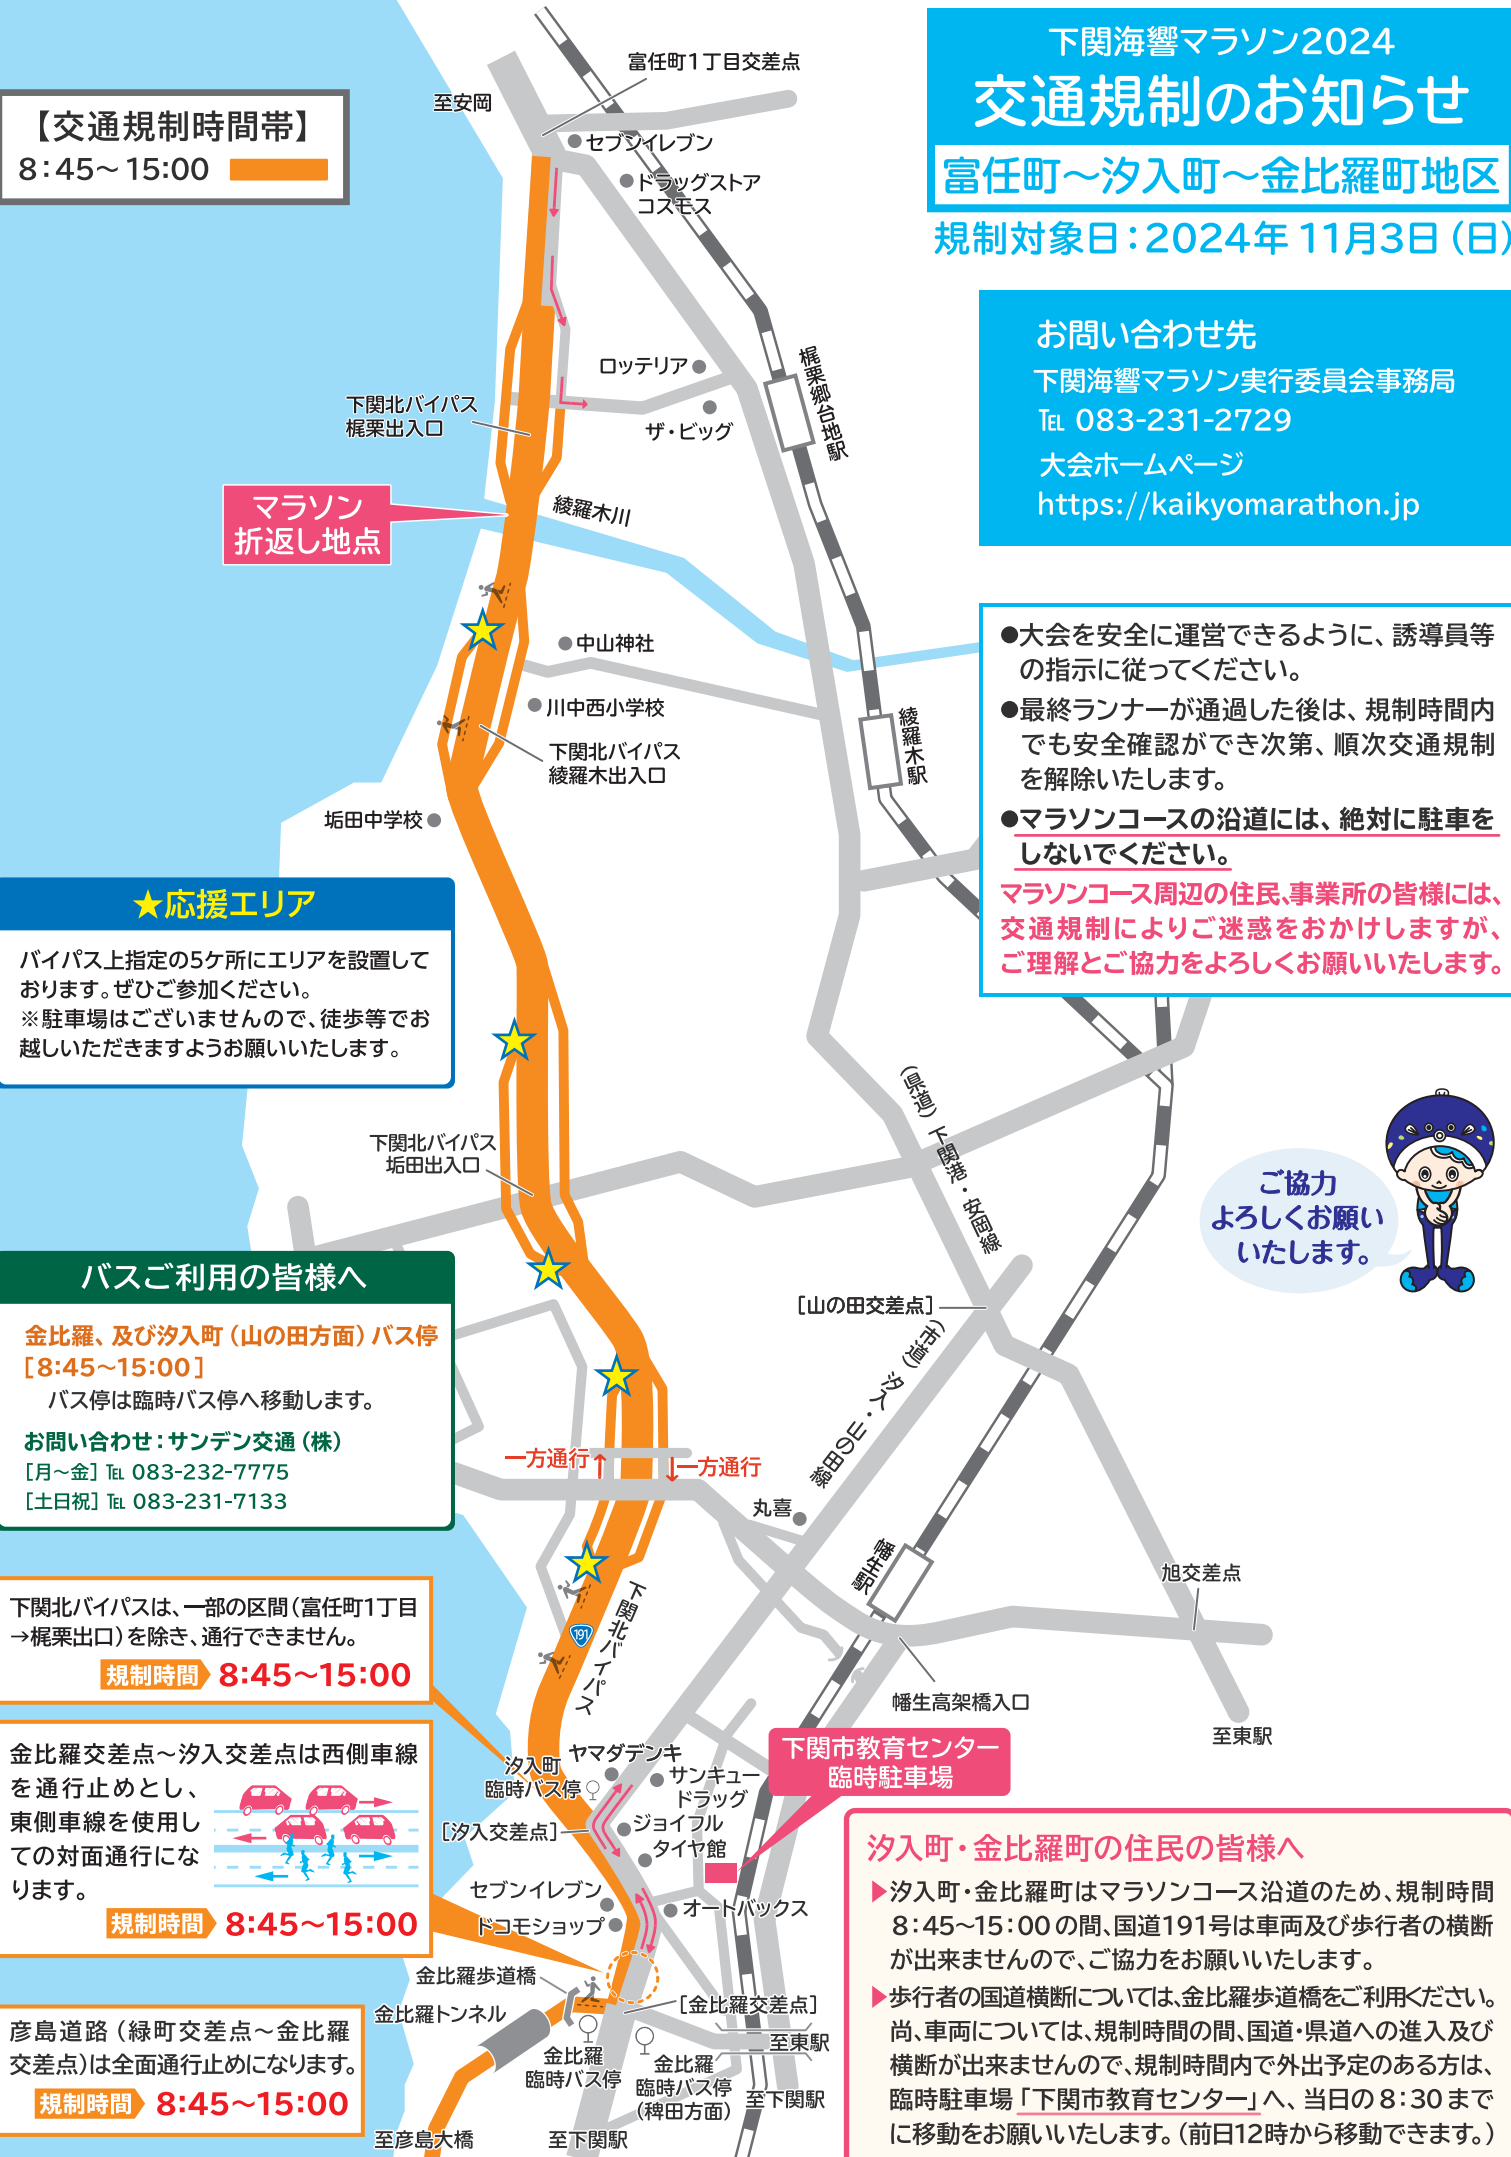 下関海響マラソン2024
交通規制のお知らせ
富任町～汐入町～金比羅町地区
規制対象日：2024年 11月3日（日）
【交通規制時間帯】
8：45～15:00
お問い合わせ先
下関海響マラソン実行委員会事務局
℡ 083-231-2729
大会ホームページ
https://kaikyomarathon.jp
●大会を安全に運営できるように、誘導員等
の指示に従ってください。
●最終ランナーが通過した後は、規制時間内
でも安全確認ができ次第、順次交通規制
を解除いたします。
●マラソンコースの沿道には、絶対に駐車を
しないでください。
マラソンコース周辺の住民、事業所の皆様には、
交通規制によりご迷惑をおかけしますが、
ご理解とご協力をよろしくお願いいたします。
ご協力
よろしくお願い
いたします。
至安岡
富任町1丁目交差点
セブンイレブン
ドラッグストア
コスモス
ロッテリア
ザ・ビッグ
梶栗郷台地駅
下関北バイパス
梶栗出入口
マラソン
折返し地点
綾羅木川
中山神社
川中西小学校
下関北バイパス
綾羅木出入口
綾羅木駅
垢田中学校
★応援エリア
バイパス上指定の5ケ所にエリアを設置して
おります。ぜひご参加ください。
※駐車場はございませんので、徒歩等でお
越しいただきますようお願いいたします。
下関北バイパス
垢田出入口
（県道）下関港・安岡線
［山の田交差点］
（市道）汐入・山の田線
バスご利用の皆様へ
金比羅、及び汐入町（山の田方面）バス停
［8:45～15:00］
バス停は臨時バス停へ移動します。
お問い合わせ：サンデン交通（株）
［月～金］℡ 083-232-7775
［土日祝］℡ 083-231-7133
一方通行
一方通行
丸喜
幡生駅
旭交差点
幡生高架橋入口
至東駅
下関北バイパス
191
下関北バイパスは、一部の区間（富任町1丁目
→梶栗出口）を除き、通行できません。
規制時間 8:45～15:00
金比羅交差点～汐入交差点は西側車線
を通行止めとし、
東側車線を使用し
ての対面通行にな
ります。
規制時間 8:45～15:00
彦島道路（緑町交差点～金比羅
交差点）は全面通行止めになります。
規制時間 8:45～15:00
汐入町
臨時バス停
ヤマダデンキ
サンキュー
ドラッグ
［汐入交差点］
ジョイフル
タイヤ館
セブンイレブン
ドコモショップ
オートバックス
下関市教育センター
臨時駐車場
金比羅歩道橋
金比羅トンネル
［金比羅交差点］
至東駅
金比羅
臨時バス停
金比羅
臨時バス停
（稗田方面）
至下関駅
至彦島大橋
至下関駅
汐入町・金比羅町の住民の皆様へ
▶汐入町・金比羅町はマラソンコース沿道のため、規制時間
8：45～15：00の間、国道191号は車両及び歩行者の横断
が出来ませんので、ご協力をお願いいたします。
▶歩行者の国道横断については、金比羅歩道橋をご利用ください。
尚、車両については、規制時間の間、国道・県道への進入及び
横断が出来ませんので、規制時間内で外出予定のある方は、
臨時駐車場「下関市教育センター」へ、当日の8：30まで
に移動をお願いいたします。（前日12時から移動できます。）